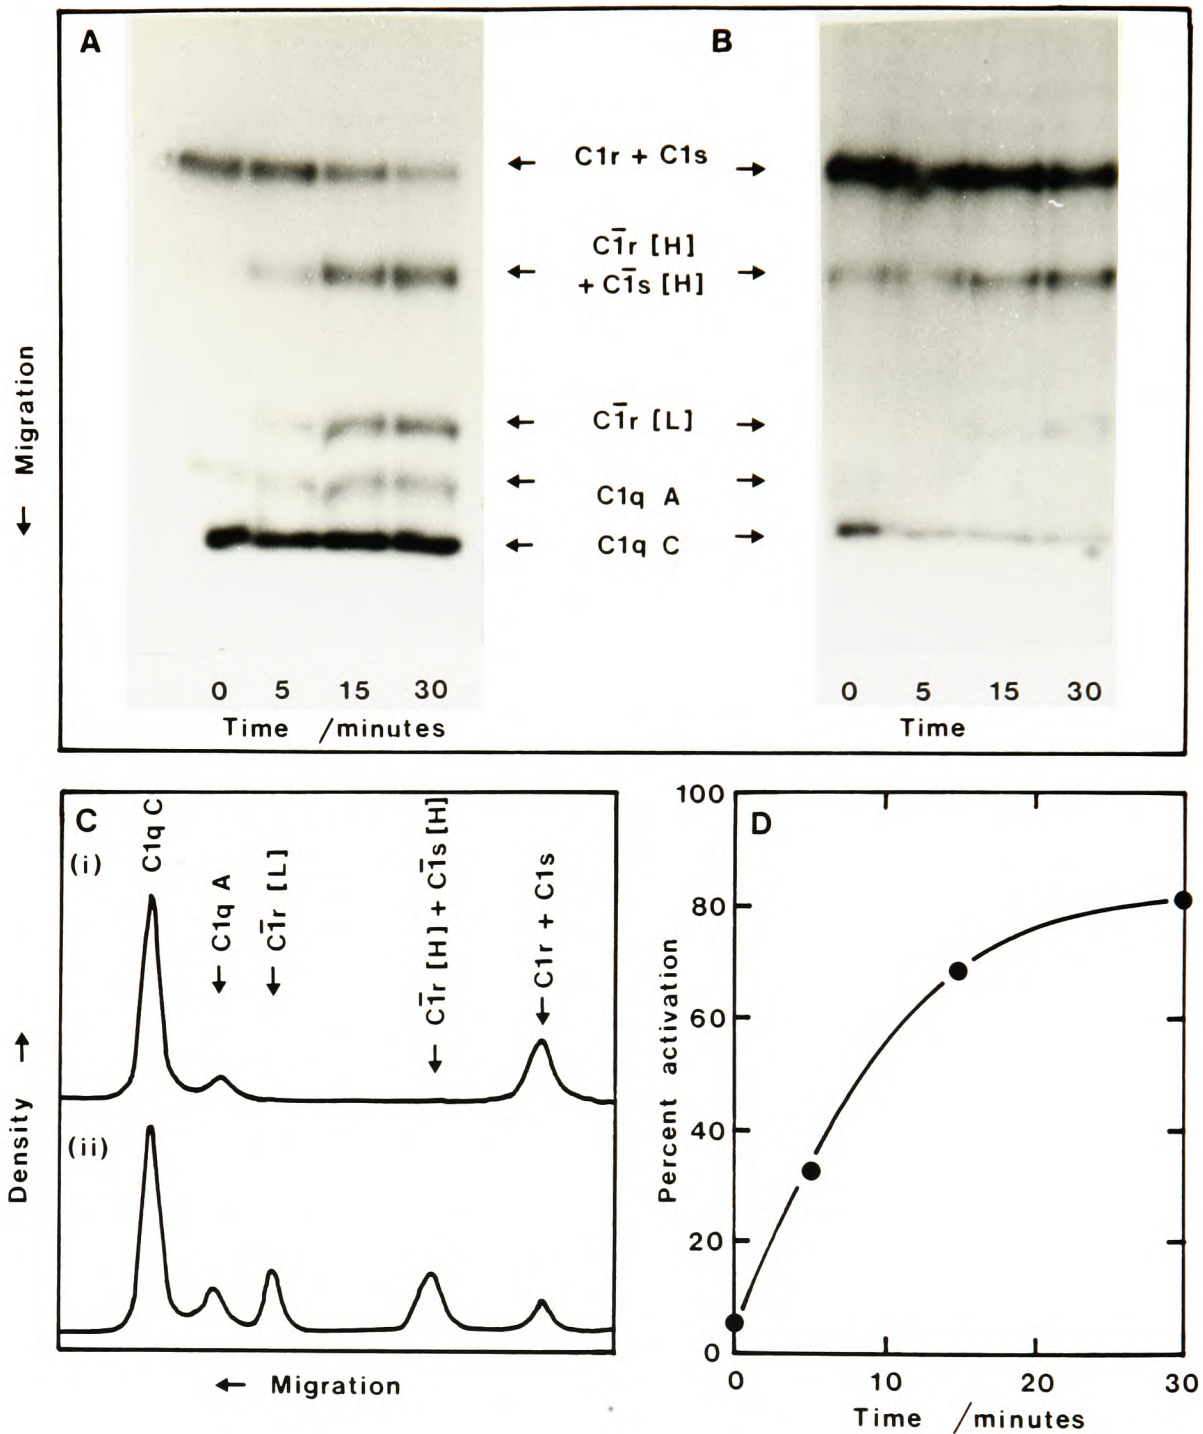 A
B
C1r + C1s
C1̄r [H]
+ C1̄s [H]
C1̄r [L]
C1q A
C1q C
← Migration
0 5 15 30
Time /minutes
0 5 15 30
Time
C
(i)
C1q C
← C1q A
← C1̄r [L]
← C1̄r [H] + C1̄s [H]
← C1r + C1s
(ii)
Density →
← Migration
D
100
80
60
40
20
0
Percent activation
0 10 20 30
Time /minutes